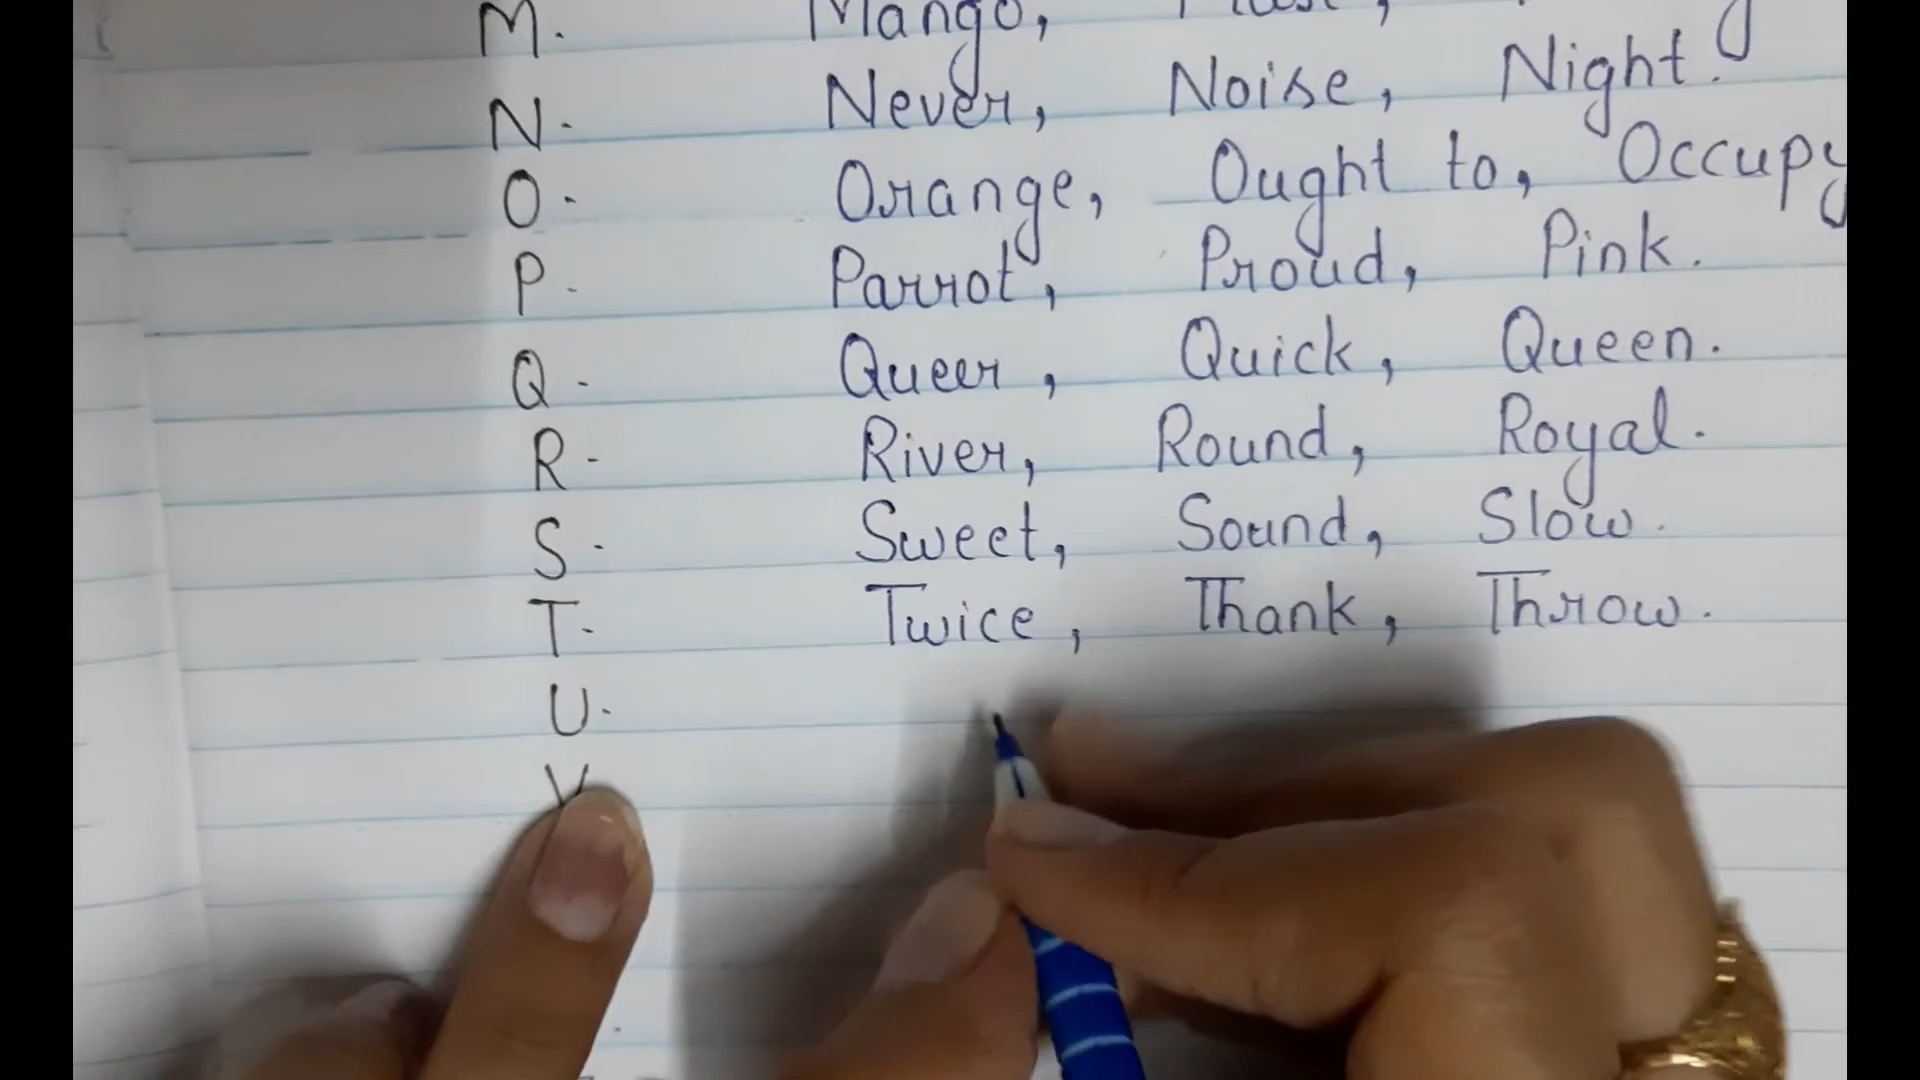 M. Mango,
N. Never, Noise, Night.
O. Orange, Ought to, Occupy
P. Parrot, Proud, Pink.
Q. Queer, Quick, Queen.
R. River, Round, Royal.
S. Sweet, Sound, Slow.
T. Twice, Thank, Throw.
U.
V